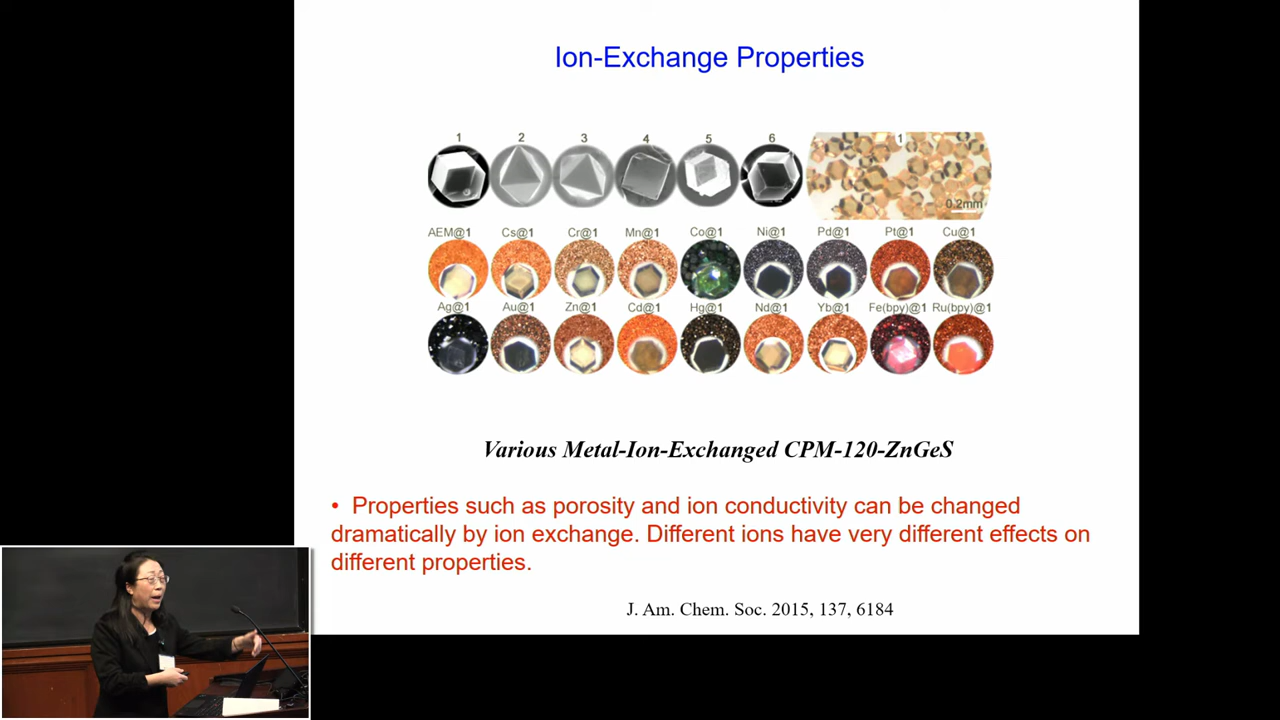 Ion-Exchange Properties
1 2 3 4 5 6 1
0.2mm
AEM@1 Cs@1 Cr@1 Mn@1 Co@1 Ni@1 Pd@1 Pt@1 Cu@1
Ag@1 Au@1 Zn@1 Cd@1 Hg@1 Nd@1 Yb@1 Fe(bpy)@1 Ru(bpy)@1
Various Metal-Ion-Exchanged CPM-120-ZnGeS
• Properties such as porosity and ion conductivity can be changed
dramatically by ion exchange. Different ions have very different effects on
different properties.
J. Am. Chem. Soc. 2015, 137, 6184